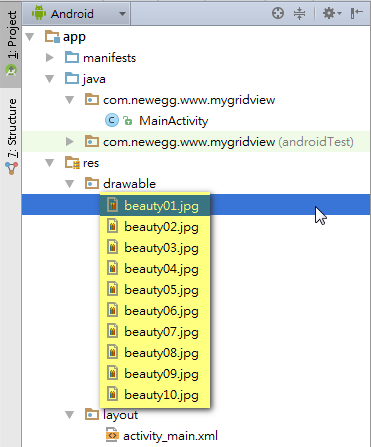 Android
1: Project
7: Structure
app
manifests
java
com.newegg.www.mygridview
MainActivity
com.newegg.www.mygridview (androidTest)
res
drawable
beauty01.jpg
beauty02.jpg
beauty03.jpg
beauty04.jpg
beauty05.jpg
beauty06.jpg
beauty07.jpg
beauty08.jpg
beauty09.jpg
beauty10.jpg
layout
activity_main.xml